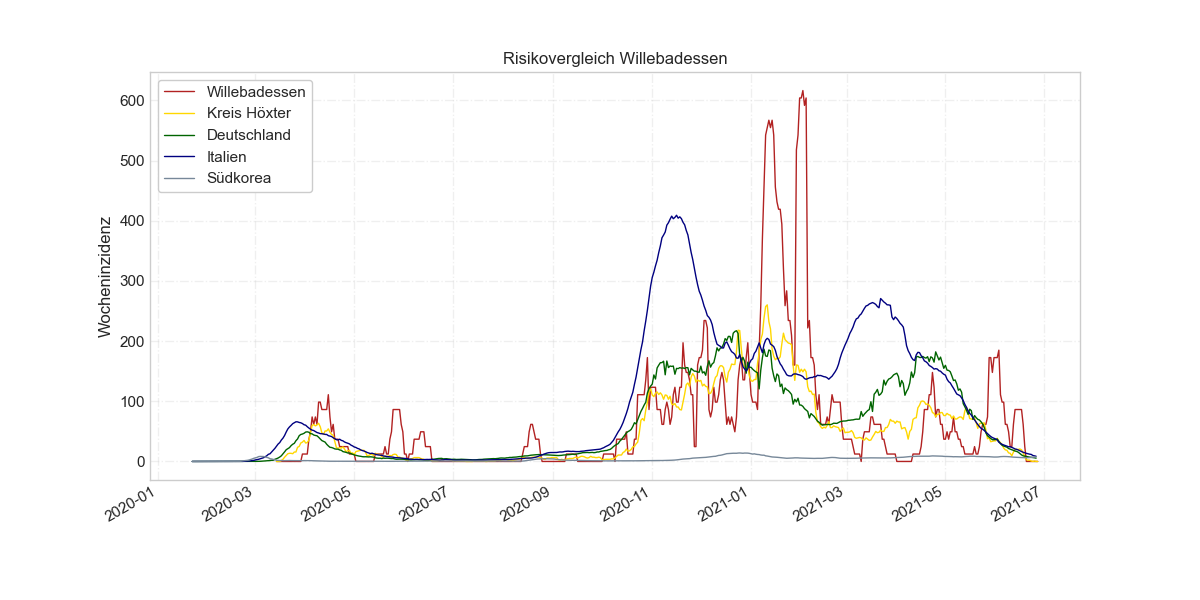 Risikovergleich Willebadessen
Willebadessen
Kreis Höxter
Deutschland
Italien
Südkorea
Wocheninzidenz
600
500
400
300
200
100
0
2020-01
2020-03
2020-05
2020-07
2020-09
2020-11
2021-01
2021-03
2021-05
2021-07